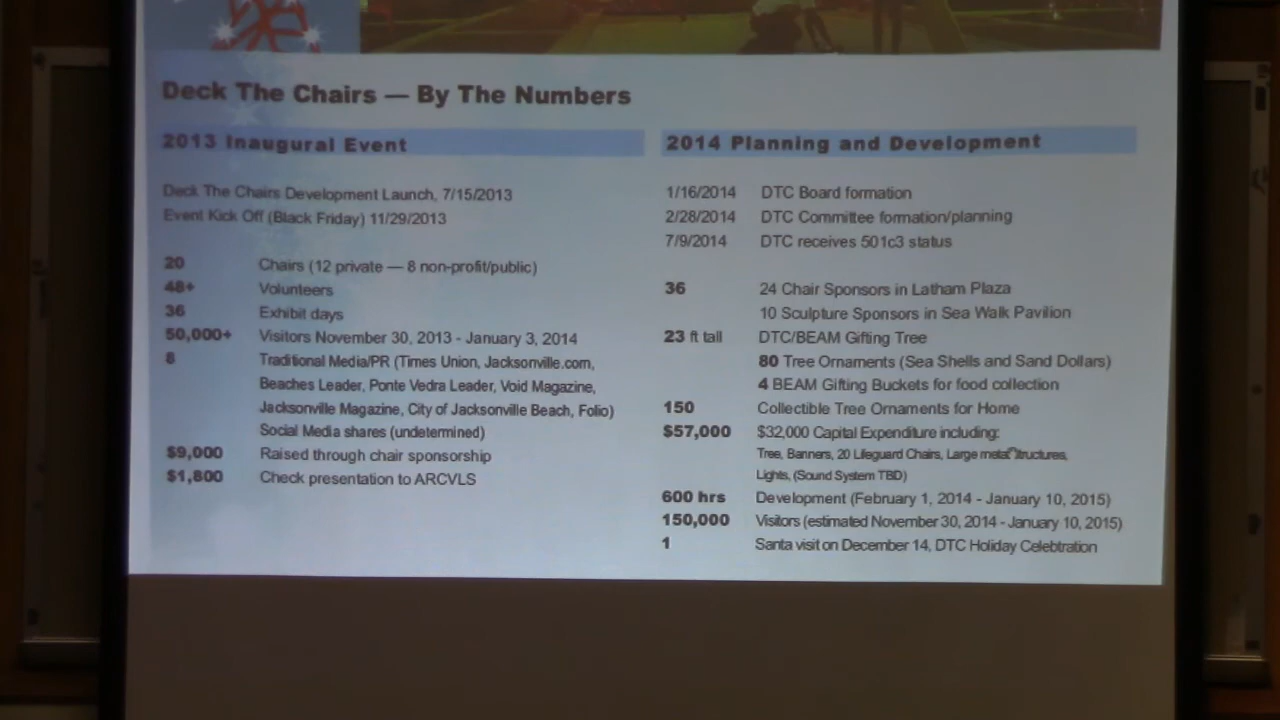 Deck The Chairs — By The Numbers
2013 Inaugural Event
Deck The Chairs Development Launch, 7/15/2013
Event Kick Off (Black Friday) 11/29/2013
20 Chairs (12 private — 8 non-profit/public)
48+ Volunteers
36 Exhibit days
50,000+ Visitors November 30, 2013 - January 3, 2014
8 Traditional Media/PR (Times Union, Jacksonville.com,
Beaches Leader, Ponte Vedra Leader, Void Magazine,
Jacksonville Magazine, City of Jacksonville Beach, Folio)
Social Media shares (undetermined)
$9,000 Raised through chair sponsorship
$1,800 Check presentation to ARCVLS
2014 Planning and Development
1/16/2014 DTC Board formation
2/28/2014 DTC Committee formation/planning
7/9/2014 DTC receives 501c3 status
36 24 Chair Sponsors in Latham Plaza
10 Sculpture Sponsors in Sea Walk Pavilion
23 ft tall DTC/BEAM Gifting Tree
80 Tree Ornaments (Sea Shells and Sand Dollars)
4 BEAM Gifting Buckets for food collection
150 Collectible Tree Ornaments for Home
$57,000 $32,000 Capital Expenditure including:
Tree, Banners, 20 Lifeguard Chairs, Large metal structures,
Lights, (Sound System TBD)
600 hrs Development (February 1, 2014 - January 10, 2015)
150,000 Visitors (estimated November 30, 2014 - January 10, 2015)
1 Santa visit on December 14, DTC Holiday Celebtration